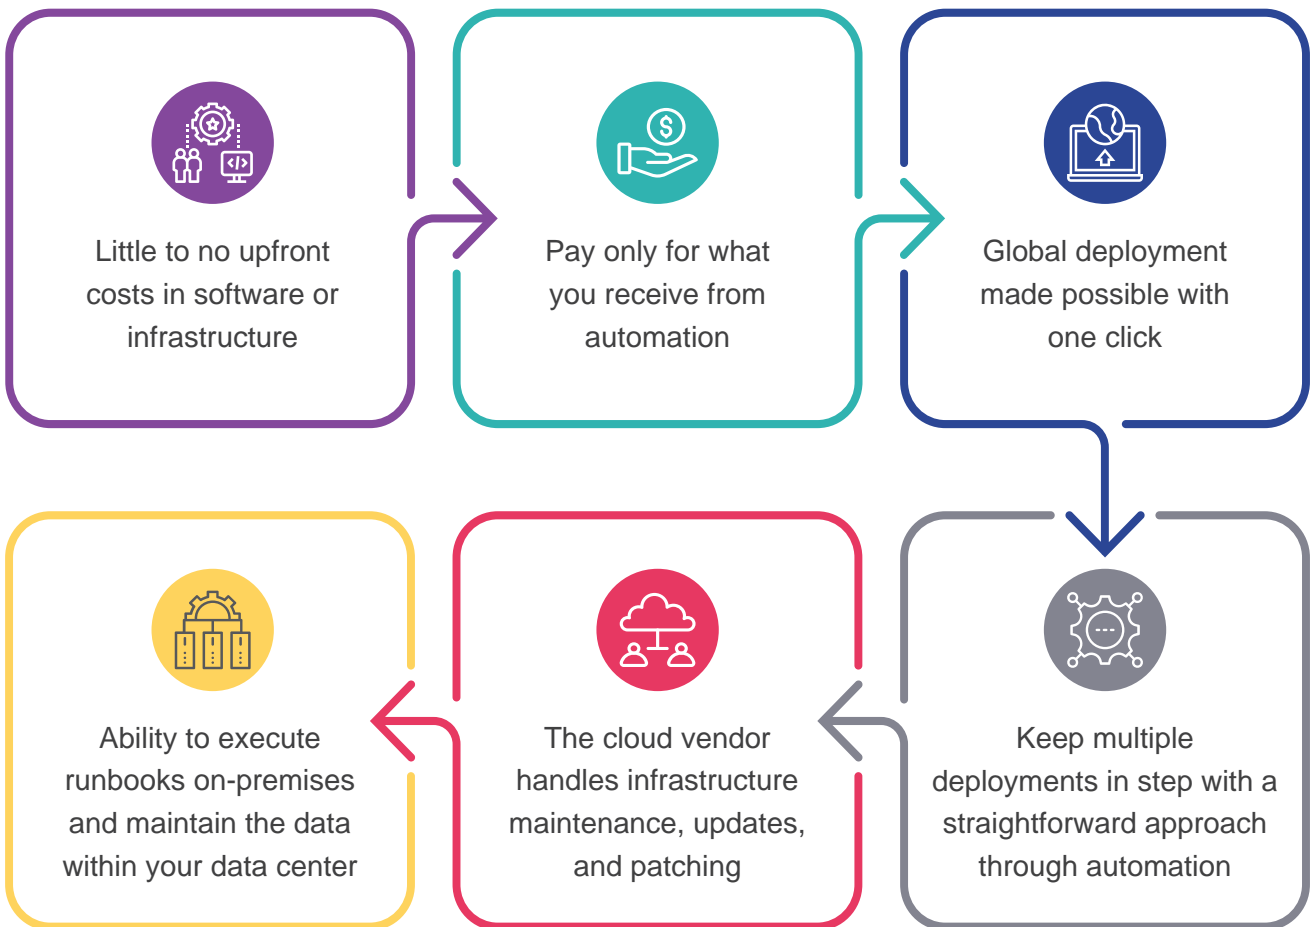 Little to no upfront
costs in software or
infrastructure
Pay only for what
you receive from
automation
Global deployment
made possible with
one click
Keep multiple
deployments in step with a
straightforward approach
through automation
The cloud vendor
handles infrastructure
maintenance, updates,
and patching
Ability to execute
runbooks on-premises
and maintain the data
within your data center